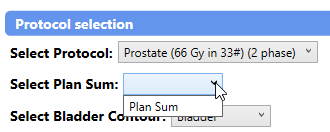 Protocol selection
Select Protocol: Prostate (66 Gy in 33#) (2 phase)
Select Plan Sum:
Plan Sum
Select Bladder Contour: Bladder